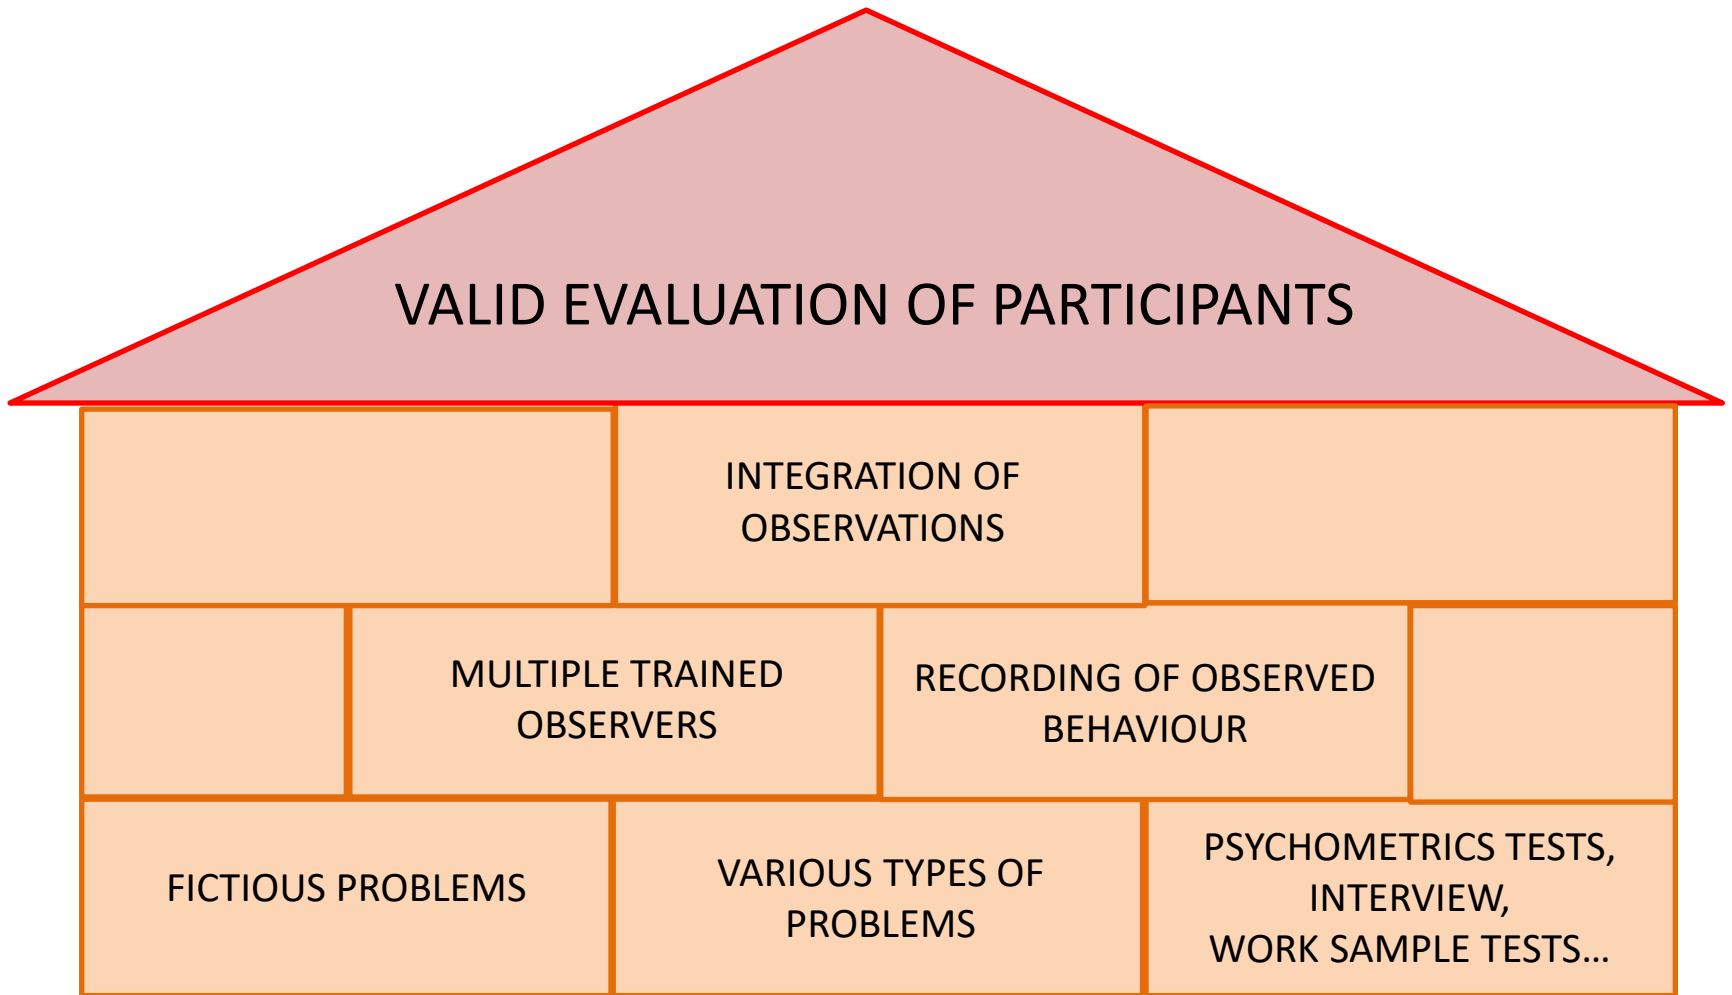 VALID EVALUATION OF PARTICIPANTS
INTEGRATION OF
OBSERVATIONS
MULTIPLE TRAINED
OBSERVERS
RECORDING OF OBSERVED
BEHAVIOUR
FICTIOUS PROBLEMS
VARIOUS TYPES OF
PROBLEMS
PSYCHOMETRICS TESTS,
INTERVIEW,
WORK SAMPLE TESTS...